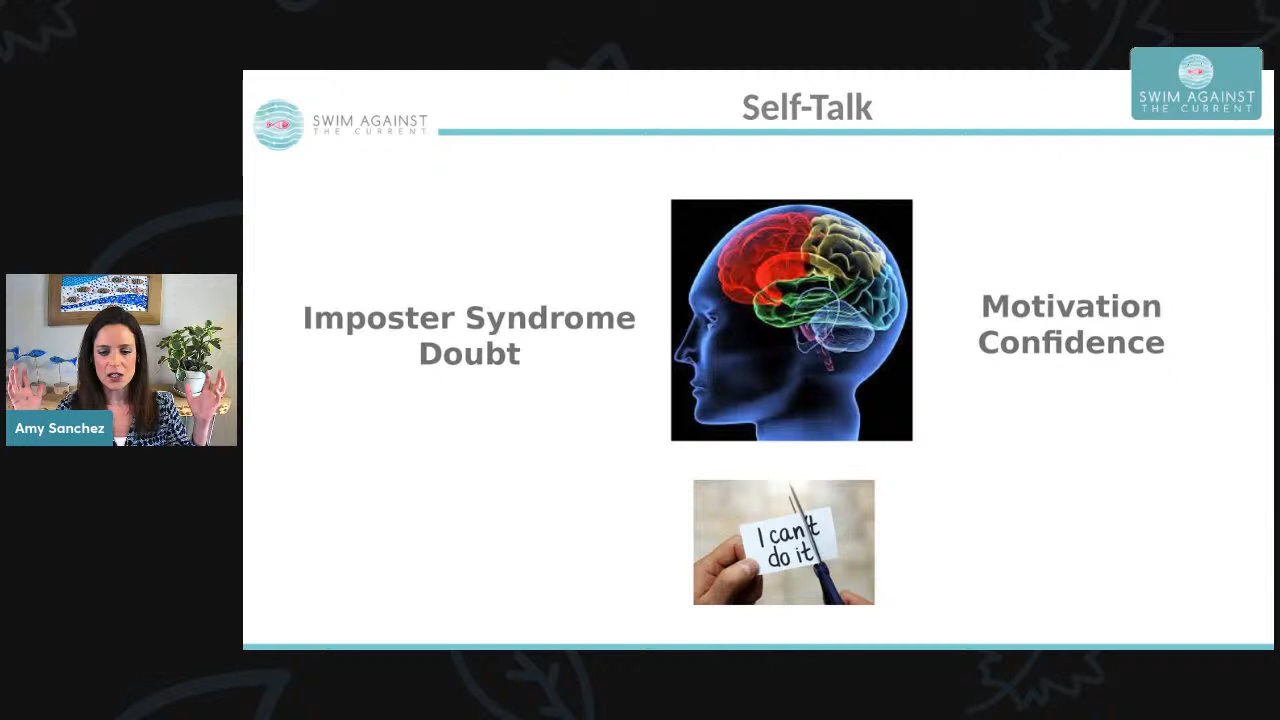 Self-Talk
SWIM AGAINST
THE CURRENT
SWIM AGAINST
THE CURRENT
Imposter Syndrome
Doubt
Motivation
Confidence
Amy Sanchez
I can't
do it